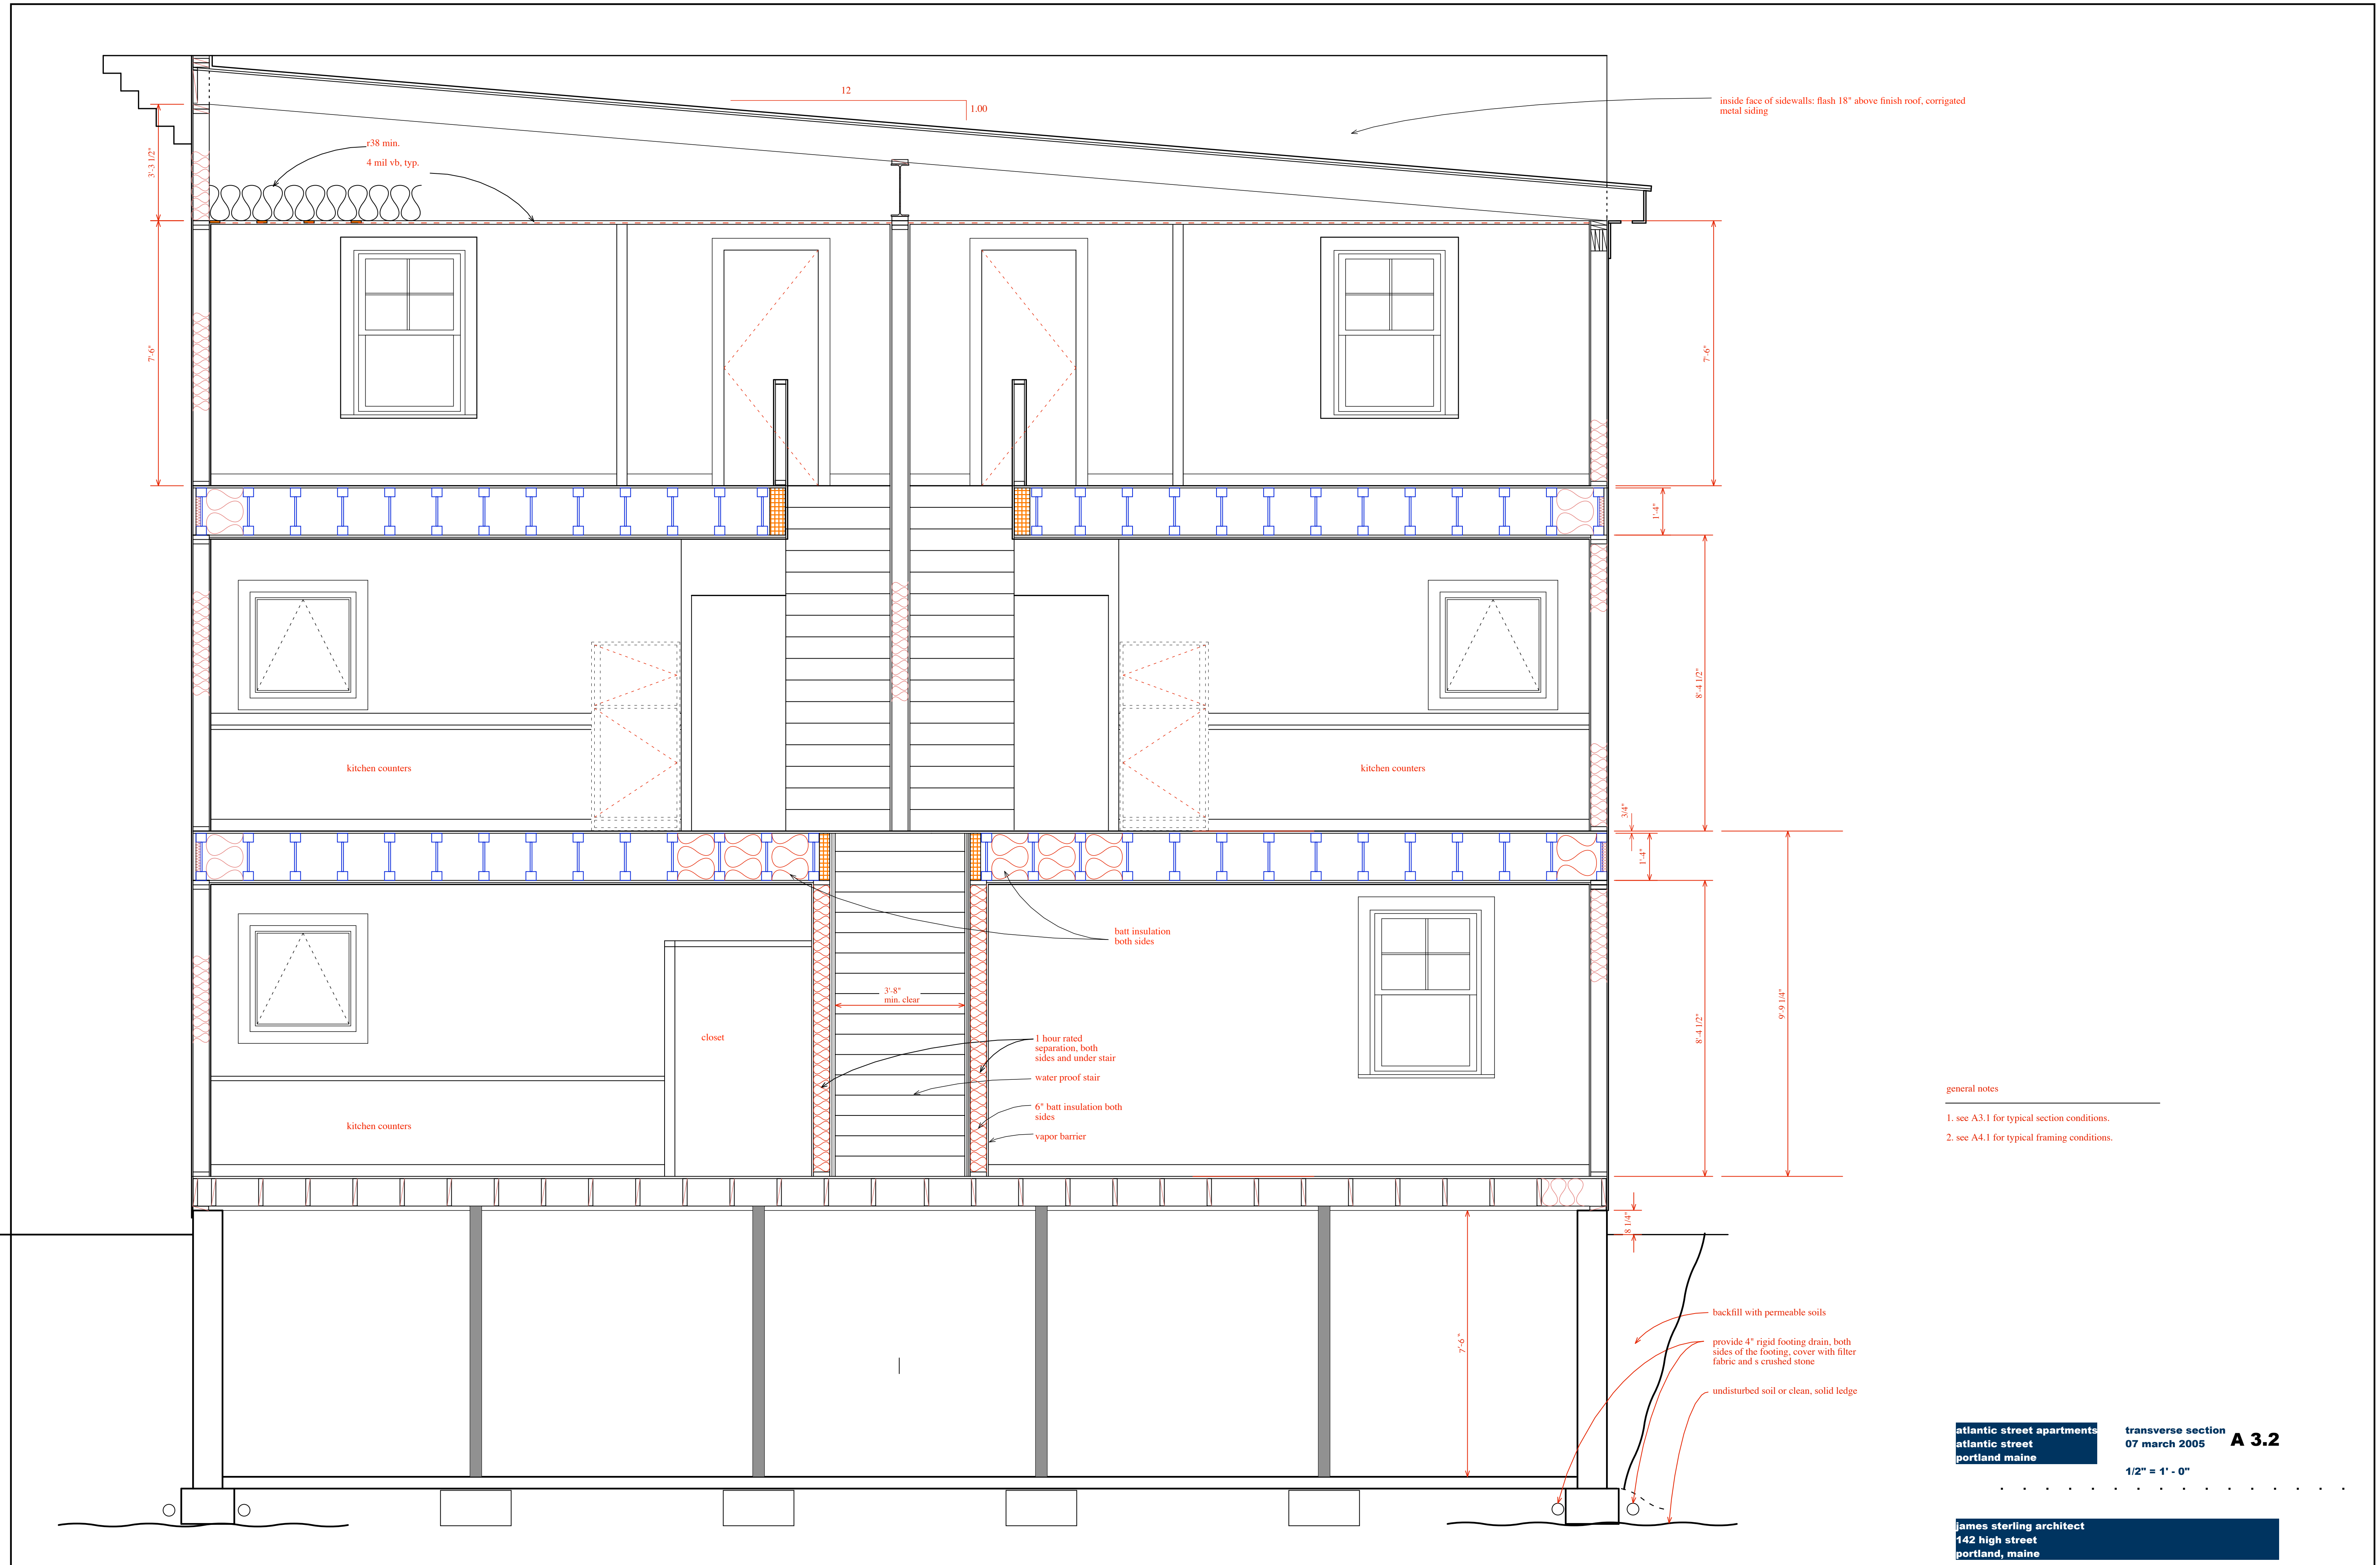 12
1.00
inside face of sidewalls: flash 18" above finish roof, corrigated
metal siding
r38 min.
4 mil vb, typ.
3'-3 1/2"
7'-6"
7'-6"
1'-4"
8'-4 1/2"
kitchen counters
kitchen counters
3/4"
1'-4"
batt insulation
both sides
3'-8"
min. clear
9'-9 1/4"
8'-4 1/2"
closet
1 hour rated
separation, both
sides and under stair
water proof stair
6" batt insulation both
sides
vapor barrier
kitchen counters
general notes
1. see A3.1 for typical section conditions.
2. see A4.1 for typical framing conditions.
8 1/4"
7'-6"
backfill with permeable soils
provide 4" rigid footing drain, both
sides of the footing, cover with filter
fabric and s crushed stone
undisturbed soil or clean, solid ledge
atlantic street apartments
atlantic street
portland maine
transverse section
07 march 2005
A 3.2
1/2" = 1' - 0"
james sterling architect
142 high street
portland, maine